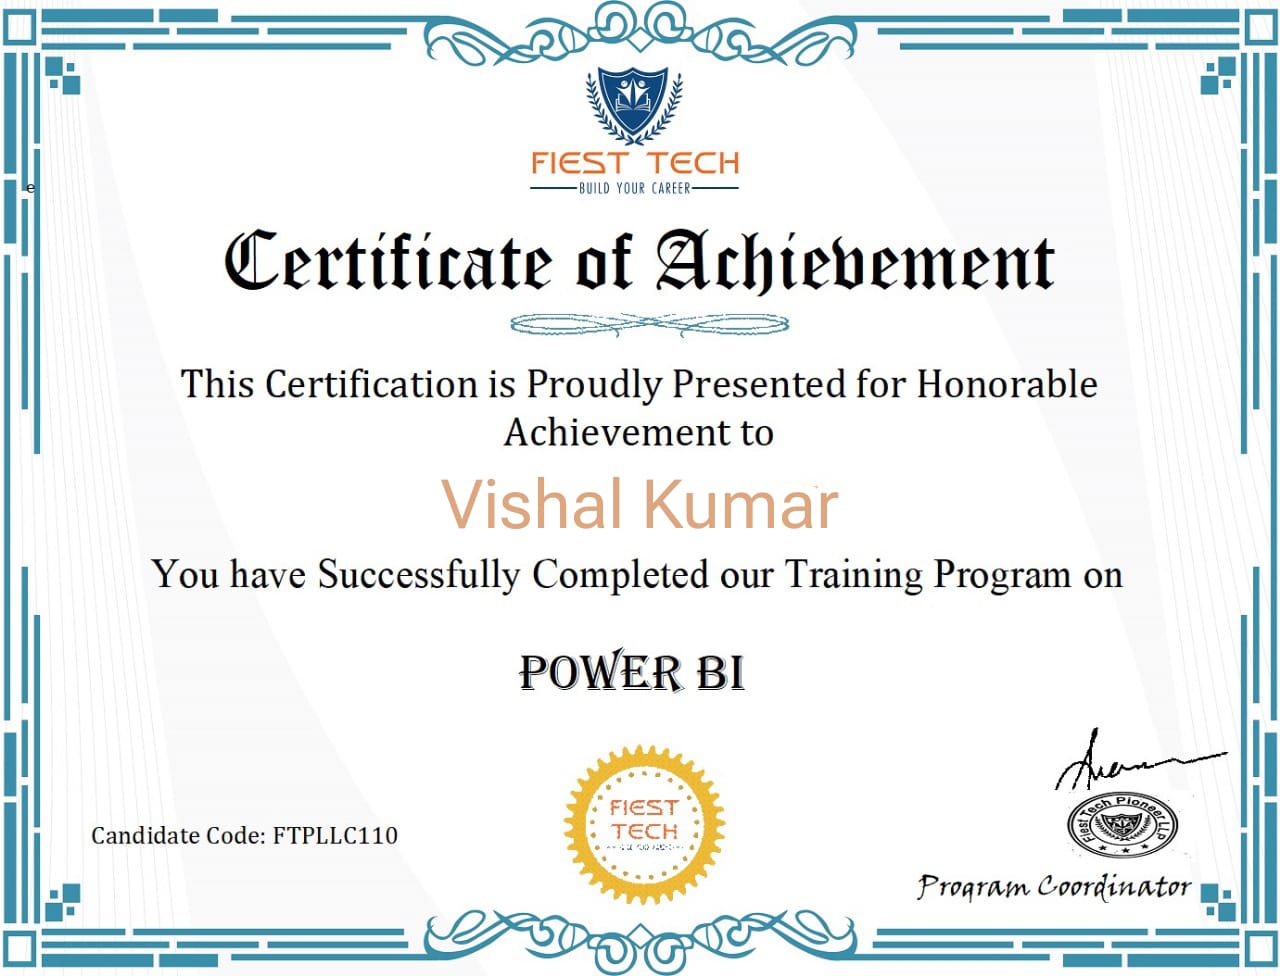 e
FIEST TECH
BUILD YOUR CAREER
Certificate of Achievement
This Certification is Proudly Presented for Honorable
Achievement to
Vishal Kumar
You have Successfully Completed our Training Program on
POWER BI
FIEST
TECH
Candidate Code: FTPLLC110
Fiest Tech Pioneer LLP
Program Coordinator